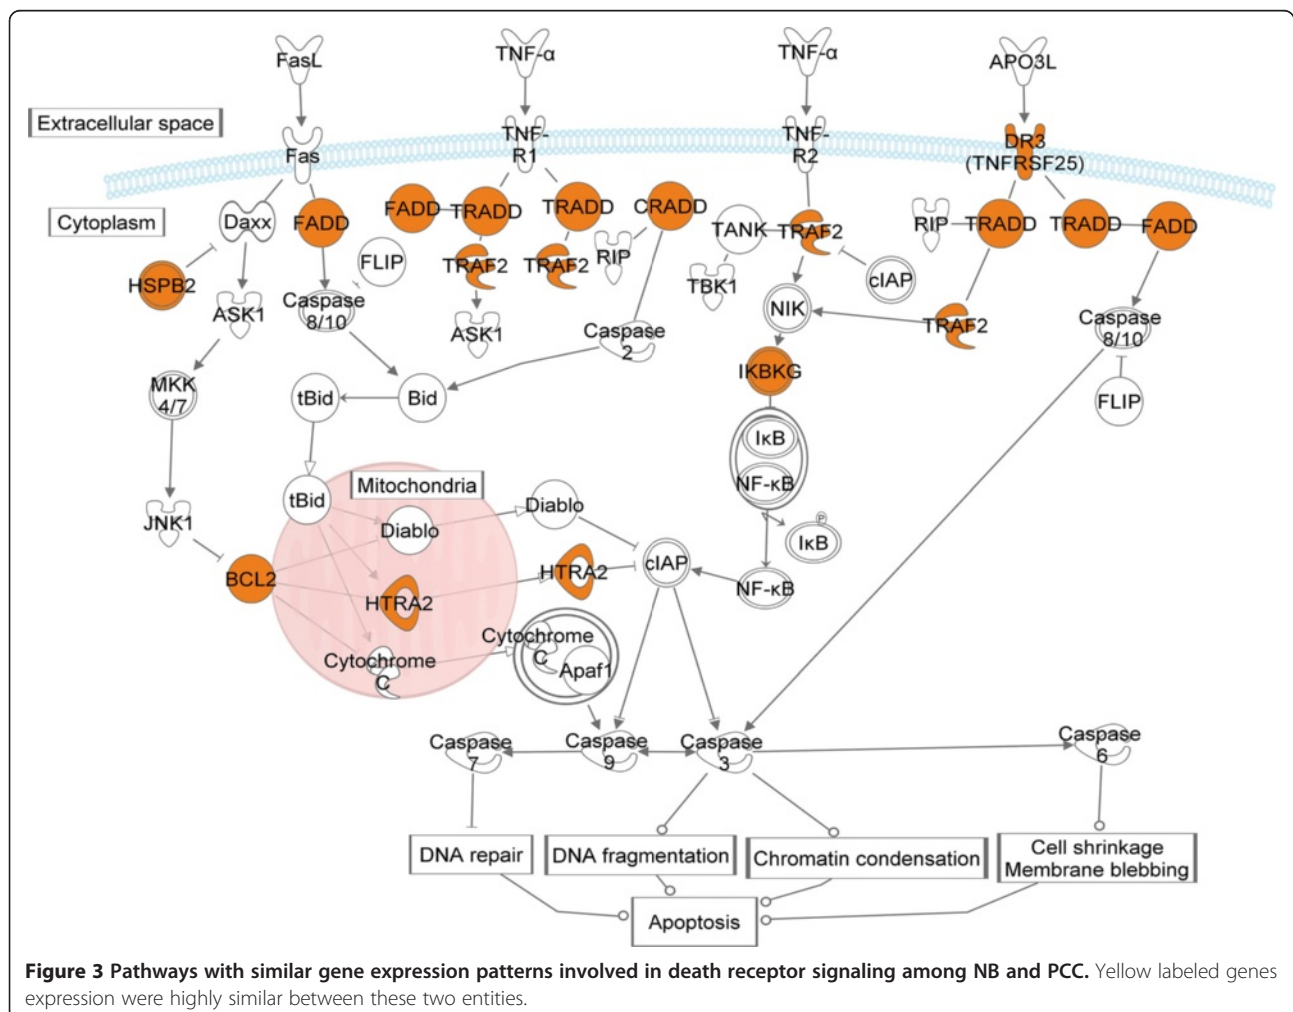 FasL
TNF-α
TNF-α
APO3L
Extracellular space
Fas
TNF-
R1
TNF-
R2
DR3
(TNFRSF25)
Cytoplasm
Daxx
FADD
FADD
TRADD
TRADD
CRADD
TANK
TRAF2
RIP
TRADD
TRADD
FADD
HSPB2
FLIP
TRAF2
TRAF2
RIP
TBK1
cIAP
ASK1
Caspase
8/10
ASK1
Caspase
2
NIK
TRAF2
Caspase
8/10
MKK
4/7
tBid
Bid
IKBKG
FLIP
IκB
NF-κB
tBid
Mitochondria
Diablo
Diablo
JNK1
P
IκB
BCL2
HTRA2
HTRA2
cIAP
NF-κB
Cytochrome
C
Cytochrome
C
Apaf1
Caspase
7
Caspase
9
Caspase
3
Caspase
6
DNA repair
DNA fragmentation
Chromatin condensation
Cell shrinkage
Membrane blebbing
Apoptosis
Figure 3 Pathways with similar gene expression patterns involved in death receptor signaling among NB and PCC. Yellow labeled genes
expression were highly similar between these two entities.